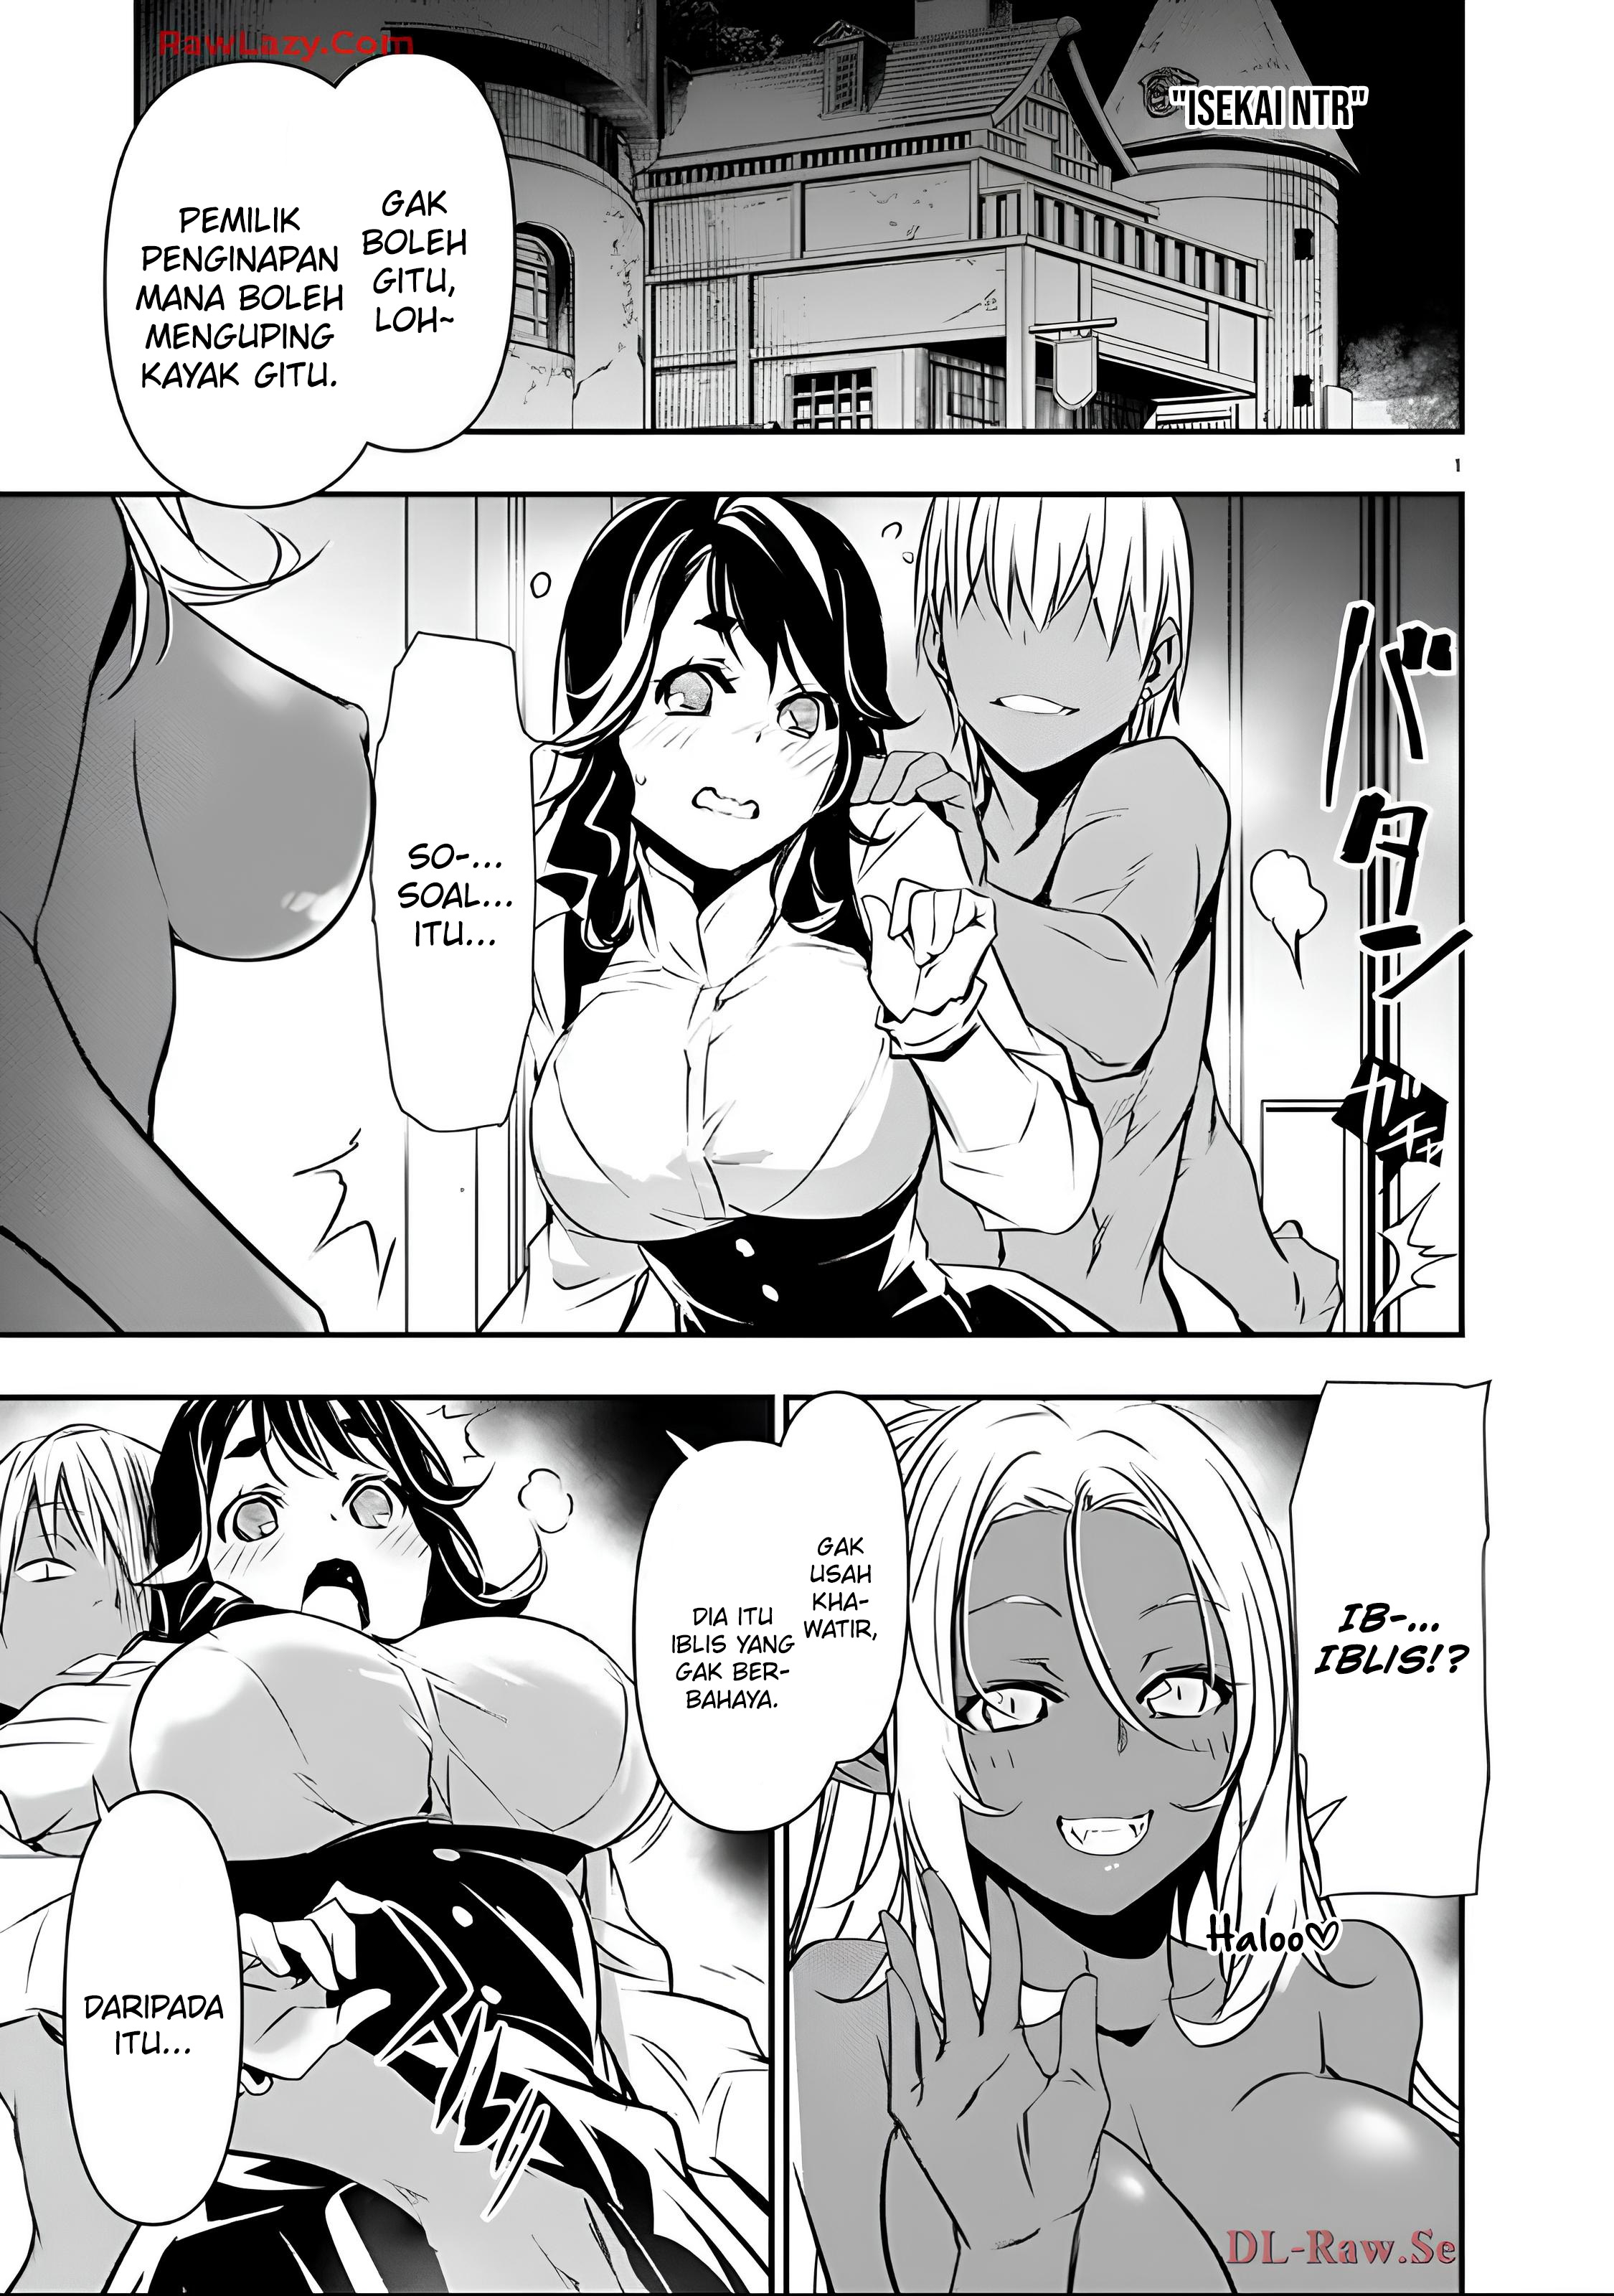 RawLazy.Com
"ISEKAI NTR"
GAK
BOLEH
GITU,
LOH~
PEMILIK
PENGINAPAN
MANA BOLEH
MENGUPING
KAYAK GITU.
1
バタン
ガチャ
SO-...
SOAL...
ITU...
IB-...
IBLIS!?
Haloo♡
GAK
USAH
KHA-
WATIR,
DIA ITU
IBLIS YANG
GAK BER-
BAHAYA.
DARIPADA
ITU...
DL-Raw.Se